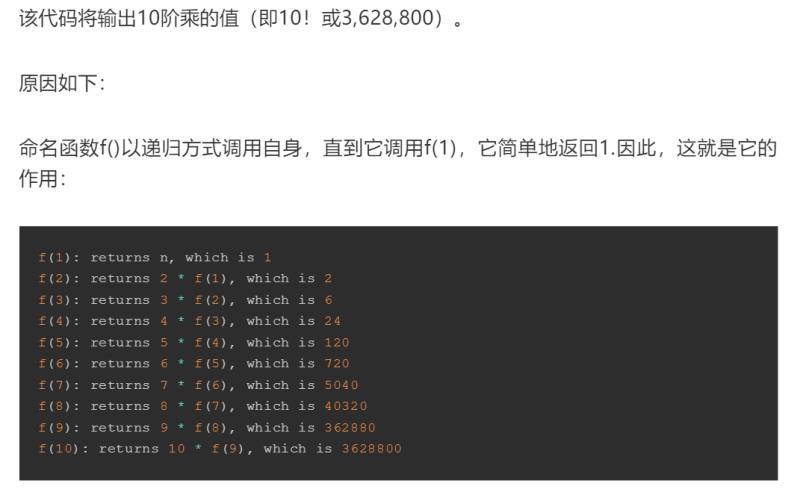 该代码将输出10阶乘的值（即10！或3,628,800）。
原因如下：
命名函数f()以递归方式调用自身，直到它调用f(1)，它简单地返回1.因此，这就是它的
作用：
f(1): returns n, which is 1
f(2): returns 2 * f(1), which is 2
f(3): returns 3 * f(2), which is 6
f(4): returns 4 * f(3), which is 24
f(5): returns 5 * f(4), which is 120
f(6): returns 6 * f(5), which is 720
f(7): returns 7 * f(6), which is 5040
f(8): returns 8 * f(7), which is 40320
f(9): returns 9 * f(8), which is 362880
f(10): returns 10 * f(9), which is 3628800